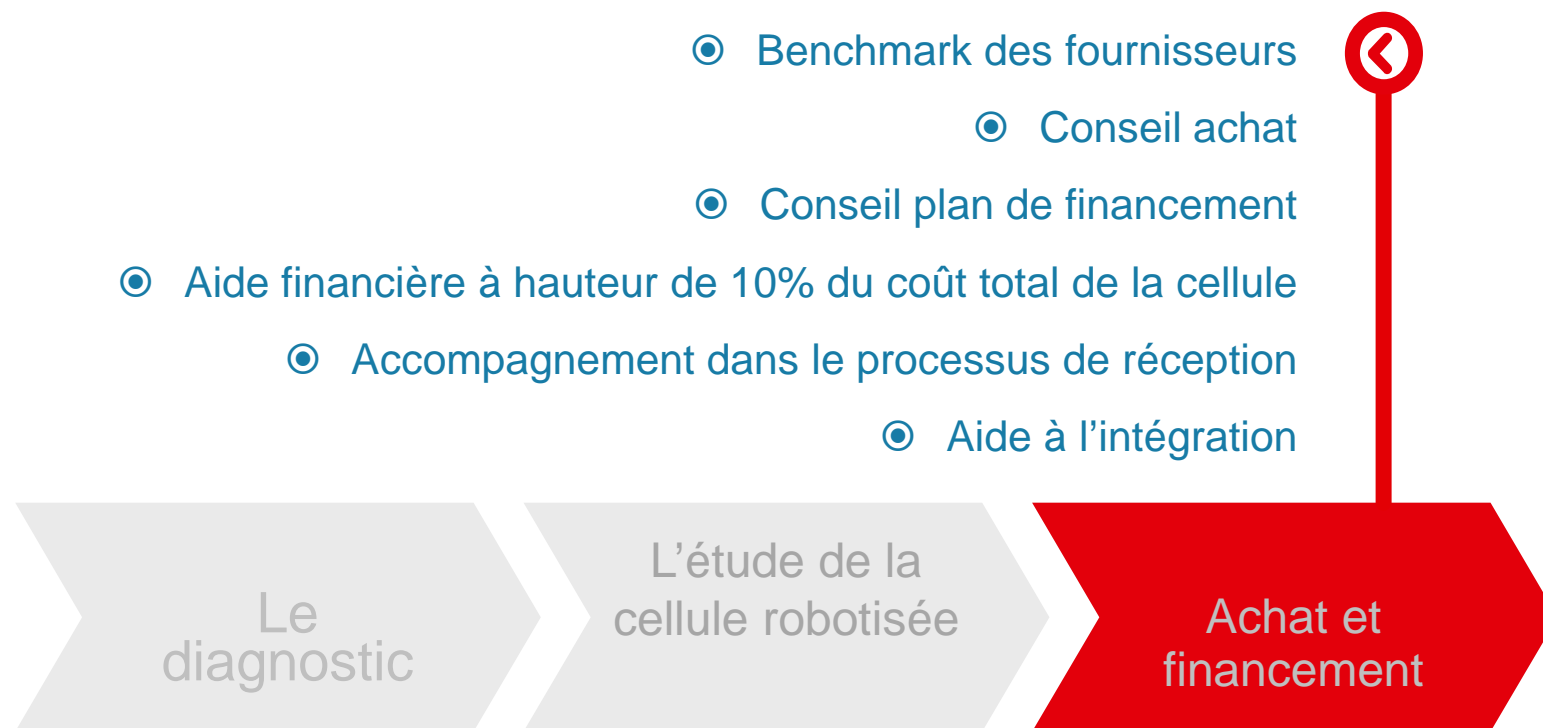 Benchmark des fournisseurs
Conseil achat
Conseil plan de financement
Aide financière à hauteur de 10% du coût total de la cellule
Accompagnement dans le processus de réception
Aide à l’intégration
Le
diagnostic
L’étude de la
cellule robotisée
Achat et
financement